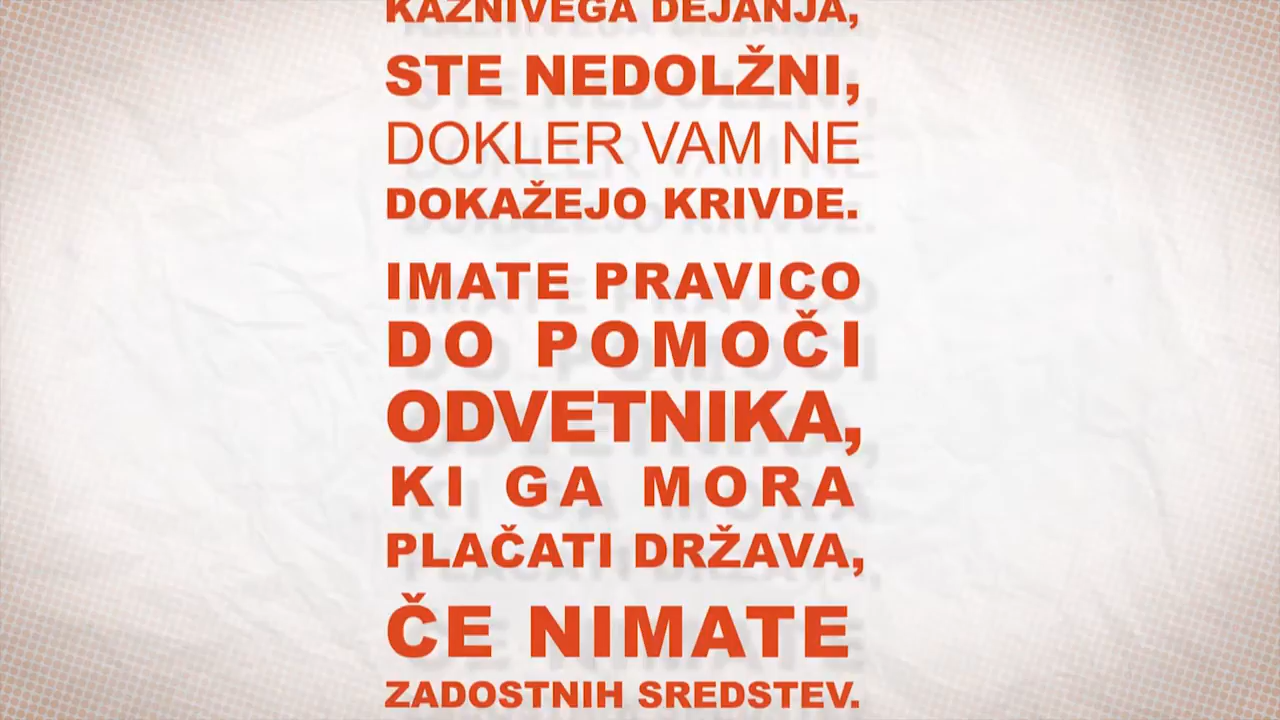 KAZNIVEGA DEJANJA,
STE NEDOLŽNI,
DOKLER VAM NE
DOKAŽEJO KRIVDE.
IMATE PRAVICO
DO POMOČI
ODVETNIKA,
KI GA MORA
PLAČATI DRŽAVA,
ČE NIMATE
ZADOSTNIH SREDSTEV.